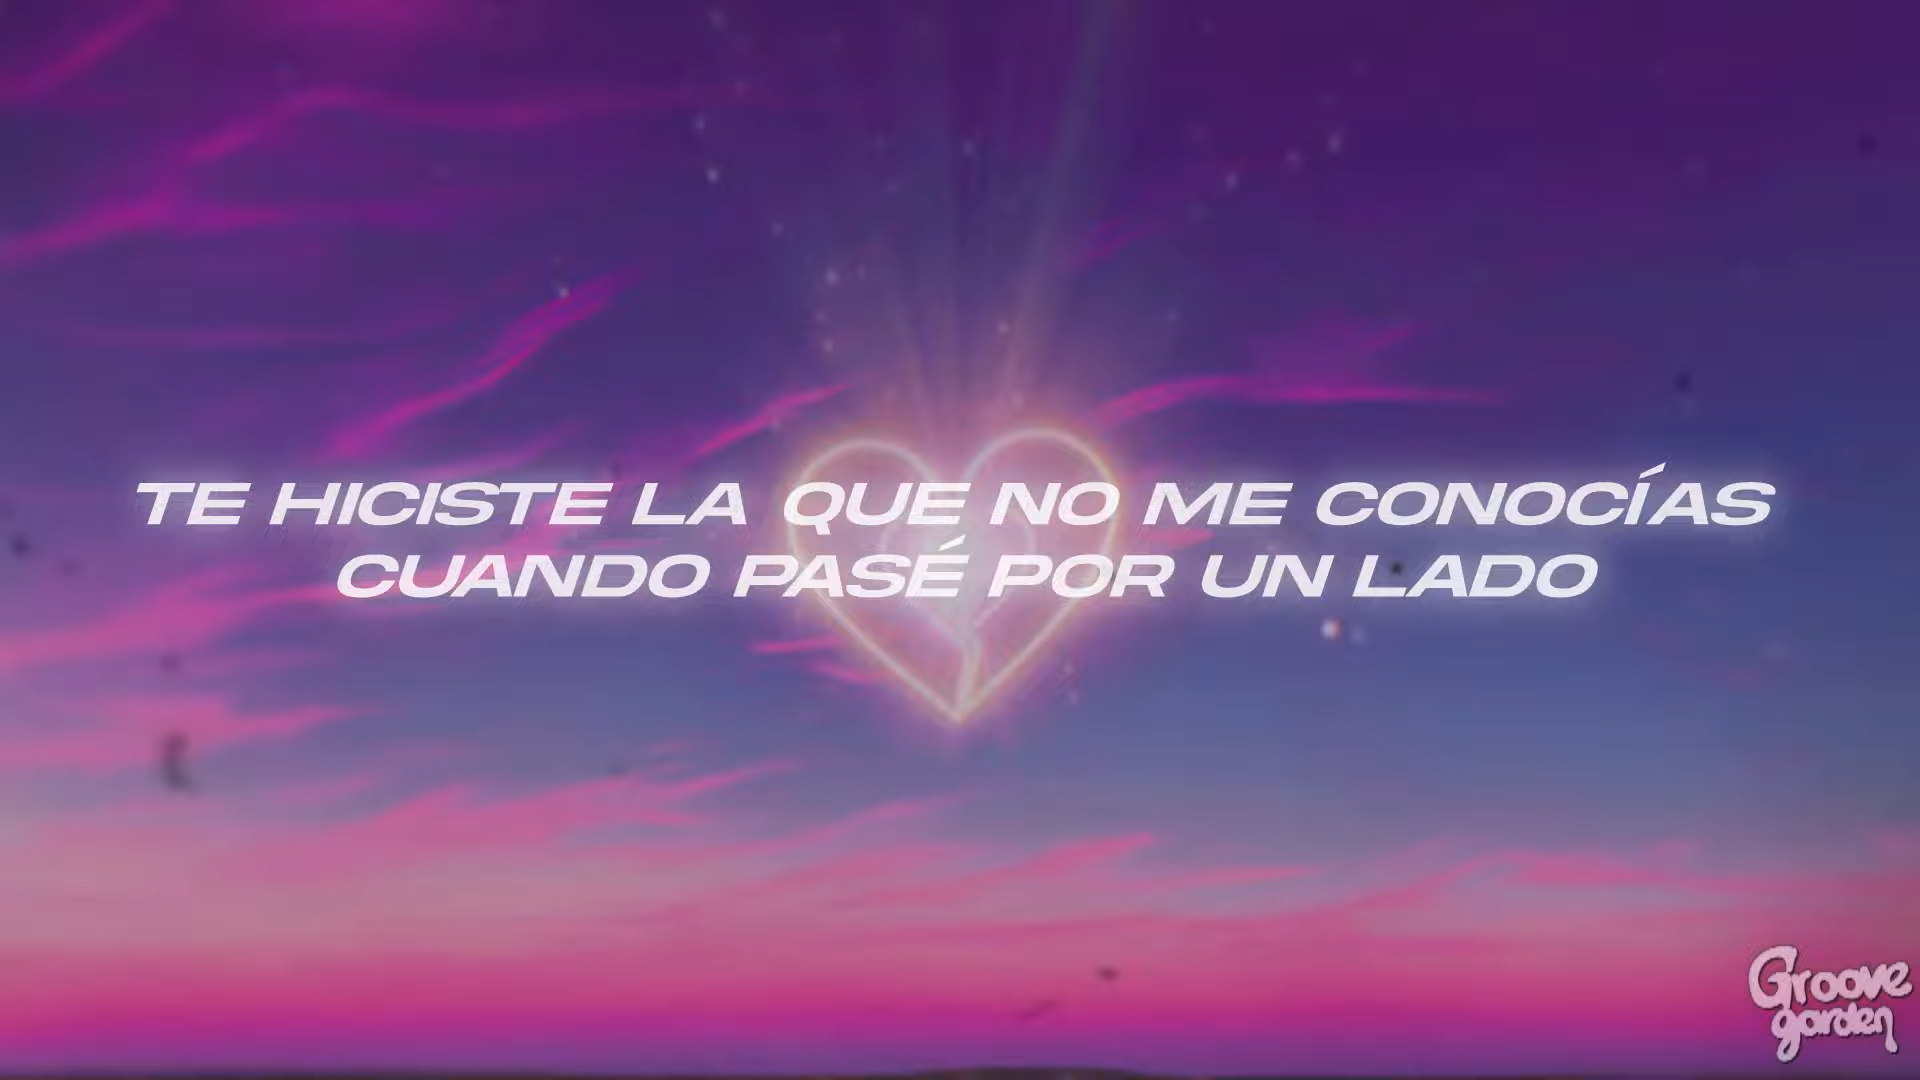 TE HICISTE LA QUE NO ME CONOCÍAS
CUANDO PASÉ POR UN LADO
Groove
garden